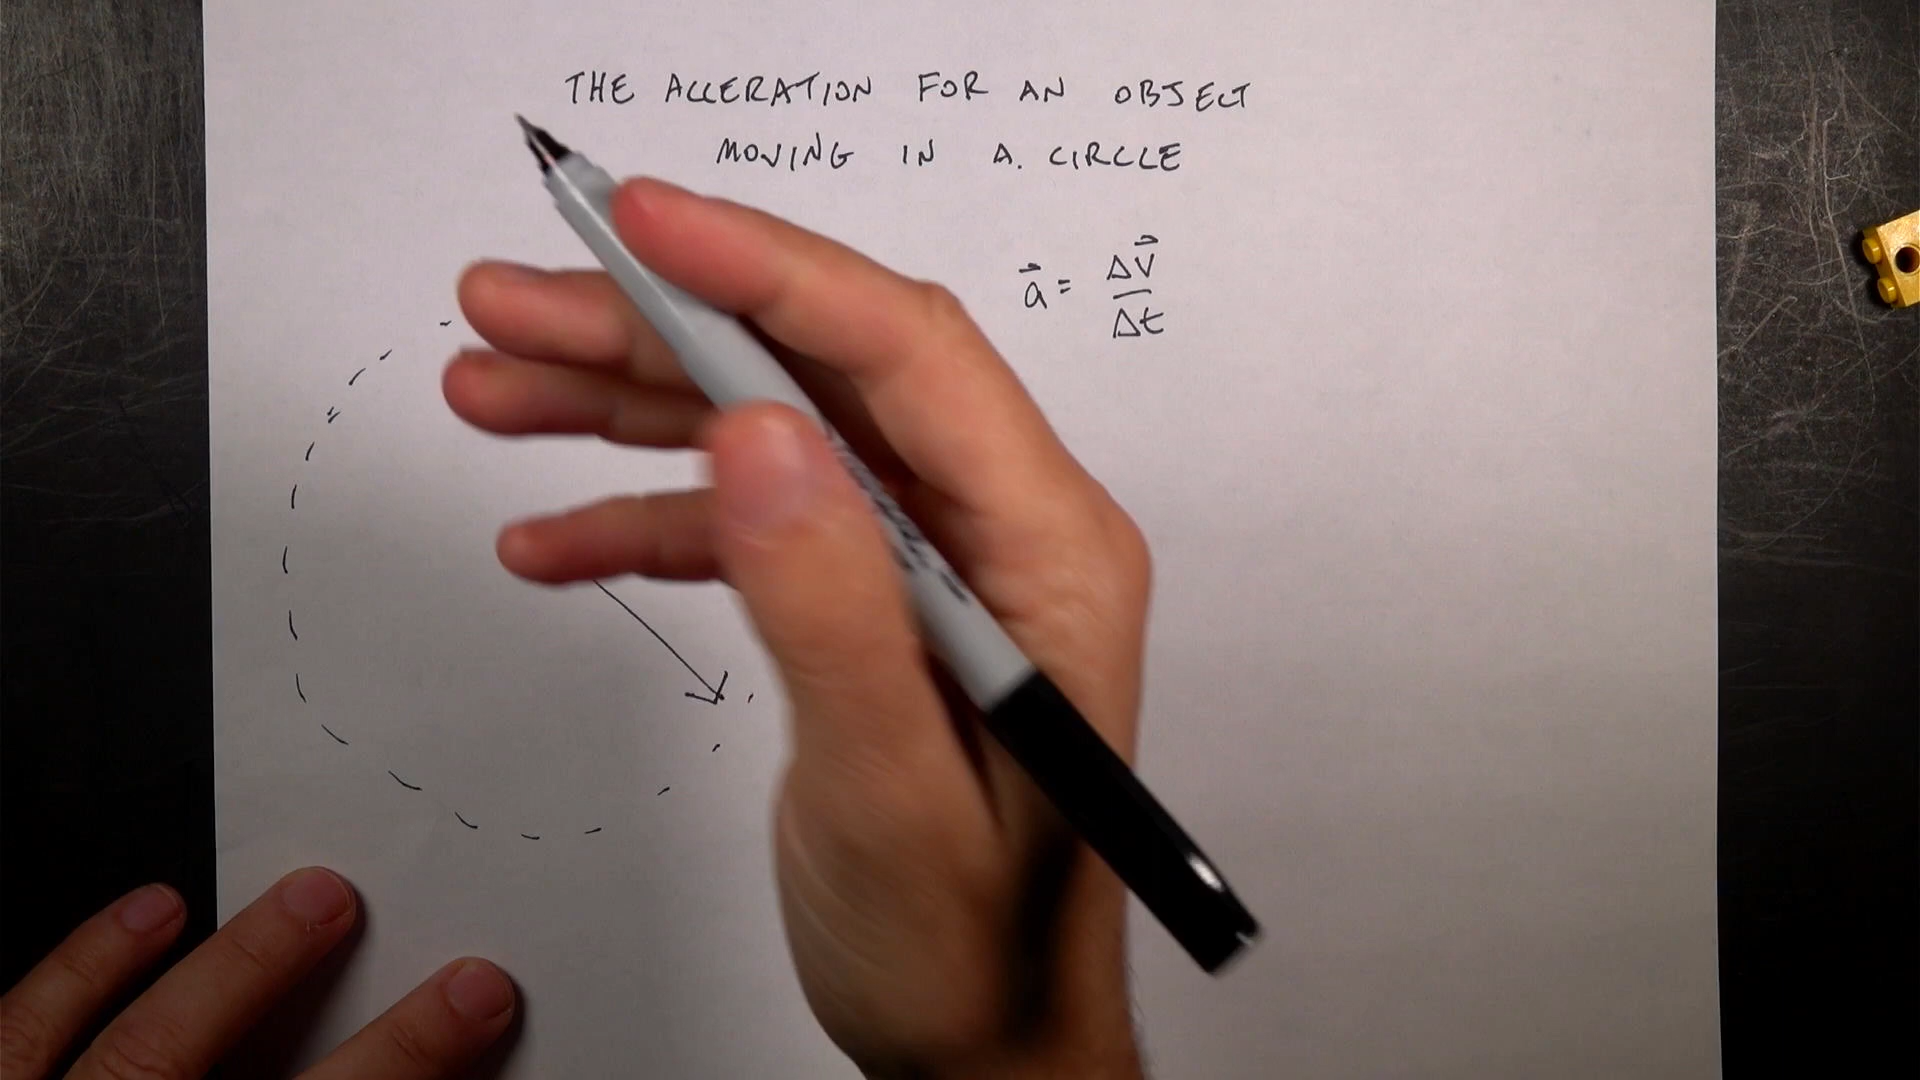 THE ACCERATION FOR AN OBJECT
MOVING IN A. CIRCLE
a⃗ = Δv⃗ / Δt